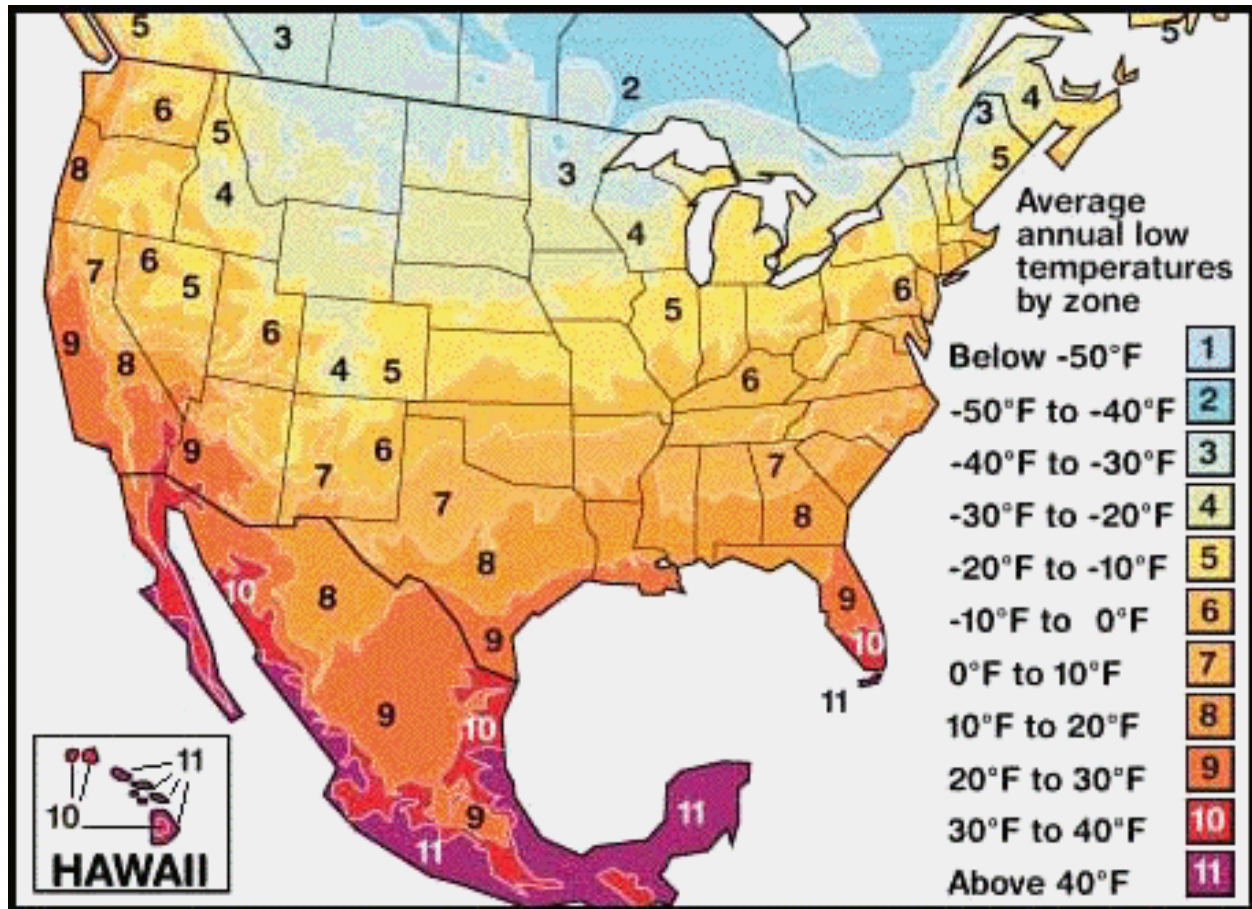 5
3
2
5
6
5
3
4
8
4
3
5
4
7
6
5
6
5
6
9
8
4
5
6
9
7
6
7
7
8
8
10
8
9
9
10
11
9
10
9
11
11
Average
annual low
temperatures
by zone
Below -50°F 1
-50°F to -40°F 2
-40°F to -30°F 3
-30°F to -20°F 4
-20°F to -10°F 5
-10°F to 0°F 6
0°F to 10°F 7
10°F to 20°F 8
20°F to 30°F 9
30°F to 40°F 10
Above 40°F 11
11
10
HAWAII